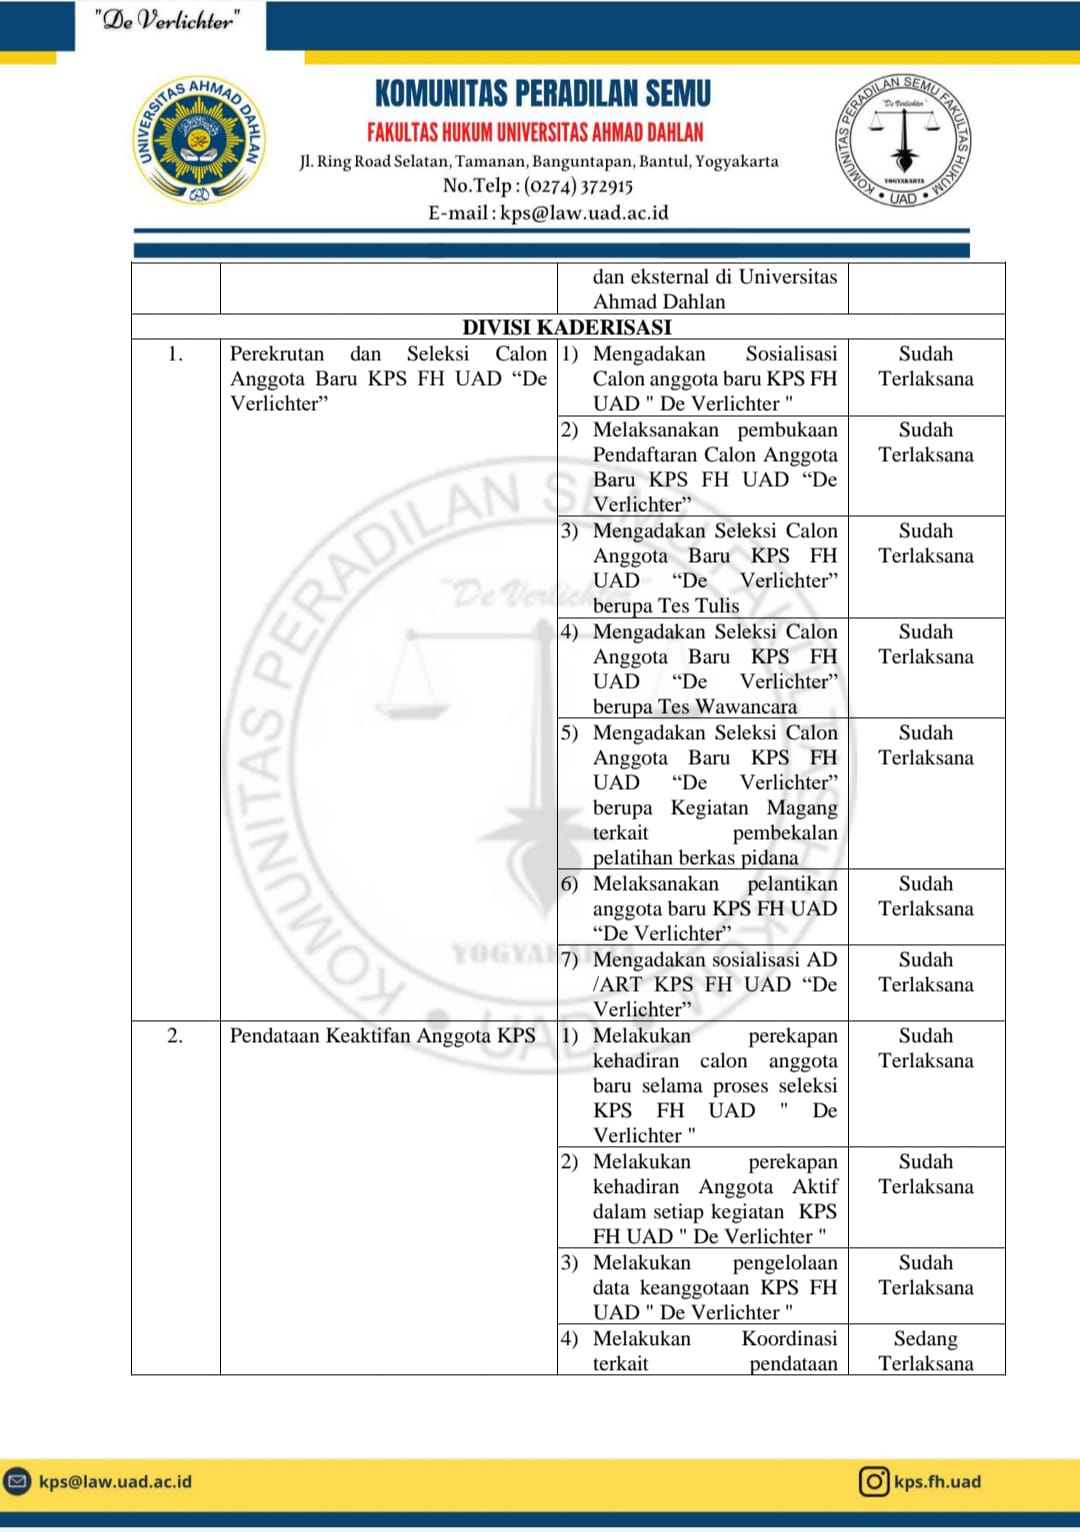 "De Verlichter"
KOMUNITAS PERADILAN SEMU
FAKULTAS HUKUM UNIVERSITAS AHMAD DAHLAN
Jl. Ring Road Selatan, Tamanan, Banguntapan, Bantul, Yogyakarta
No.Telp : (0274) 372915
E-mail : kps@law.uad.ac.id
UNIVERSITAS AHMAD DAHLAN
KOMUNITAS PERADILAN SEMU FAKULTAS HUKUM
• UAD •
"De Verlichter"
YOGYAKARTA
dan eksternal di Universitas
Ahmad Dahlan
DIVISI KADERISASI
1. Perekrutan dan Seleksi Calon 1) Mengadakan Sosialisasi Sudah
Anggota Baru KPS FH UAD “De Calon anggota baru KPS FH Terlaksana
Verlichter” UAD " De Verlichter "
2) Melaksanakan pembukaan Sudah
Pendaftaran Calon Anggota Terlaksana
Baru KPS FH UAD “De
Verlichter”
3) Mengadakan Seleksi Calon Sudah
Anggota Baru KPS FH Terlaksana
UAD “De Verlichter”
berupa Tes Tulis
4) Mengadakan Seleksi Calon Sudah
Anggota Baru KPS FH Terlaksana
UAD “De Verlichter”
berupa Tes Wawancara
5) Mengadakan Seleksi Calon Sudah
Anggota Baru KPS FH Terlaksana
UAD “De Verlichter”
berupa Kegiatan Magang
terkait pembekalan
pelatihan berkas pidana
6) Melaksanakan pelantikan Sudah
anggota baru KPS FH UAD Terlaksana
“De Verlichter”
7) Mengadakan sosialisasi AD Sudah
/ART KPS FH UAD “De Terlaksana
Verlichter”
2. Pendataan Keaktifan Anggota KPS 1) Melakukan perekapan Sudah
kehadiran calon anggota Terlaksana
baru selama proses seleksi
KPS FH UAD " De
Verlichter "
2) Melakukan perekapan Sudah
kehadiran Anggota Aktif Terlaksana
dalam setiap kegiatan KPS
FH UAD " De Verlichter "
3) Melakukan pengelolaan Sudah
data keanggotaan KPS FH Terlaksana
UAD " De Verlichter "
4) Melakukan Koordinasi Sedang
terkait pendataan Terlaksana
KOMUNITAS PERADILAN SEMU FAKULTAS HUKUM
"De Verlichter"
YOGYAKARTA
• UAD •
kps@law.uad.ac.id
kps.fh.uad